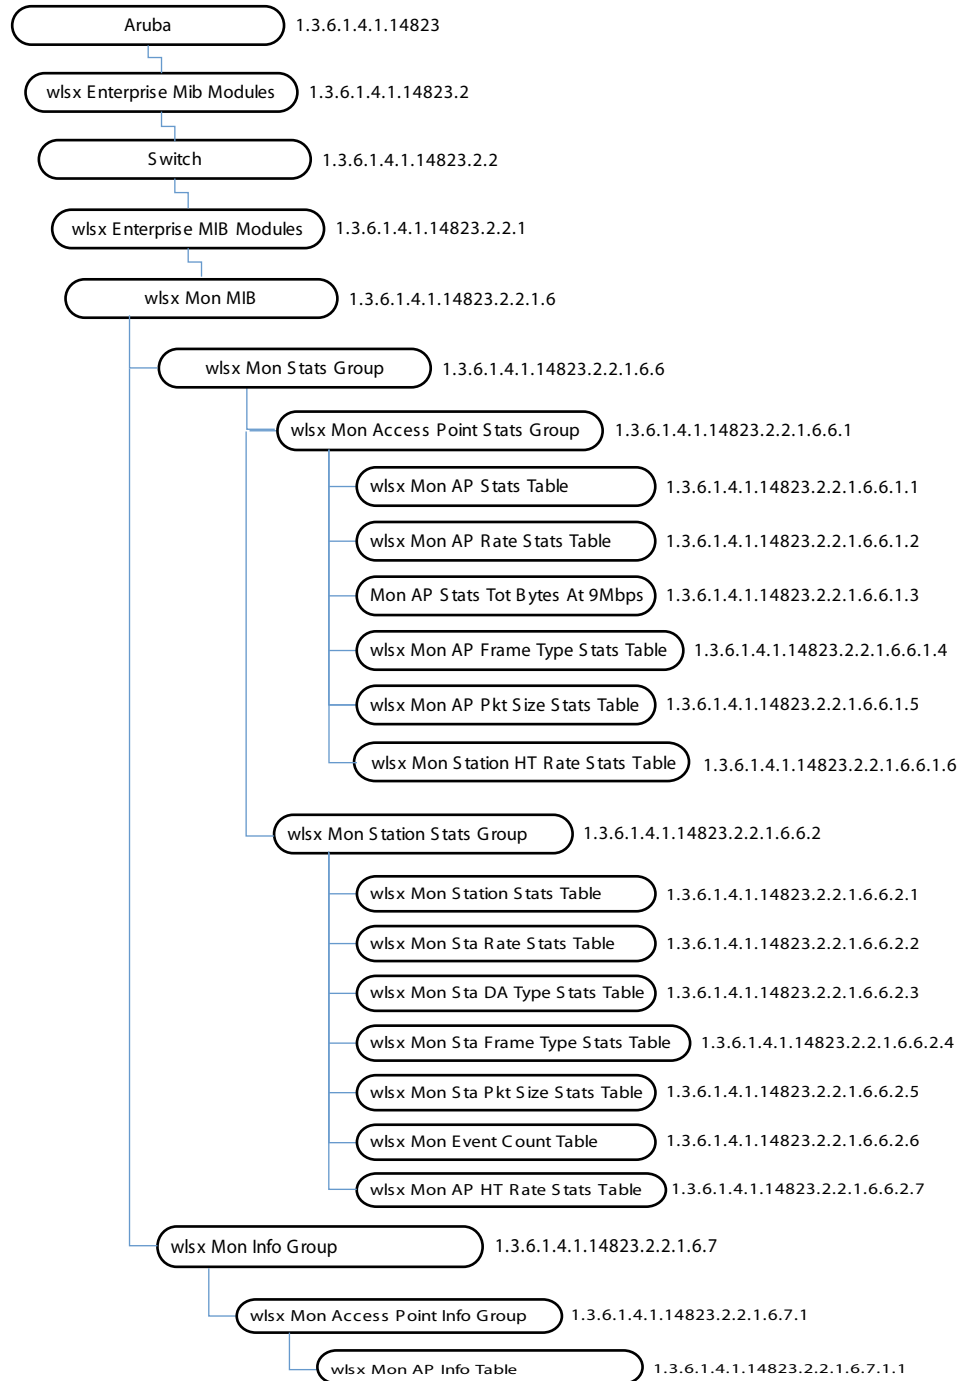 Aruba 1.3.6.1.4.1.14823
wlsx Enterprise Mib Modules 1.3.6.1.4.1.14823.2
Switch 1.3.6.1.4.1.14823.2.2
wlsx Enterprise MIB Modules 1.3.6.1.4.1.14823.2.2.1
wlsx Mon MIB 1.3.6.1.4.1.14823.2.2.1.6
wlsx Mon Stats Group 1.3.6.1.4.1.14823.2.2.1.6.6
wlsx Mon Access Point Stats Group 1.3.6.1.4.1.14823.2.2.1.6.6.1
wlsx Mon AP Stats Table 1.3.6.1.4.1.14823.2.2.1.6.6.1.1
wlsx Mon AP Rate Stats Table 1.3.6.1.4.1.14823.2.2.1.6.6.1.2
Mon AP Stats Tot Bytes At 9Mbps 1.3.6.1.4.1.14823.2.2.1.6.6.1.3
wlsx Mon AP Frame Type Stats Table 1.3.6.1.4.1.14823.2.2.1.6.6.1.4
wlsx Mon AP Pkt Size Stats Table 1.3.6.1.4.1.14823.2.2.1.6.6.1.5
wlsx Mon Station HT Rate Stats Table 1.3.6.1.4.1.14823.2.2.1.6.6.1.6
wlsx Mon Station Stats Group 1.3.6.1.4.1.14823.2.2.1.6.6.2
wlsx Mon Station Stats Table 1.3.6.1.4.1.14823.2.2.1.6.6.2.1
wlsx Mon Sta Rate Stats Table 1.3.6.1.4.1.14823.2.2.1.6.6.2.2
wlsx Mon Sta DA Type Stats Table 1.3.6.1.4.1.14823.2.2.1.6.6.2.3
wlsx Mon Sta Frame Type Stats Table 1.3.6.1.4.1.14823.2.2.1.6.6.2.4
wlsx Mon Sta Pkt Size Stats Table 1.3.6.1.4.1.14823.2.2.1.6.6.2.5
wlsx Mon Event Count Table 1.3.6.1.4.1.14823.2.2.1.6.6.2.6
wlsx Mon AP HT Rate Stats Table 1.3.6.1.4.1.14823.2.2.1.6.6.2.7
wlsx Mon Info Group 1.3.6.1.4.1.14823.2.2.1.6.7
wlsx Mon Access Point Info Group 1.3.6.1.4.1.14823.2.2.1.6.7.1
wlsx Mon AP Info Table 1.3.6.1.4.1.14823.2.2.1.6.7.1.1